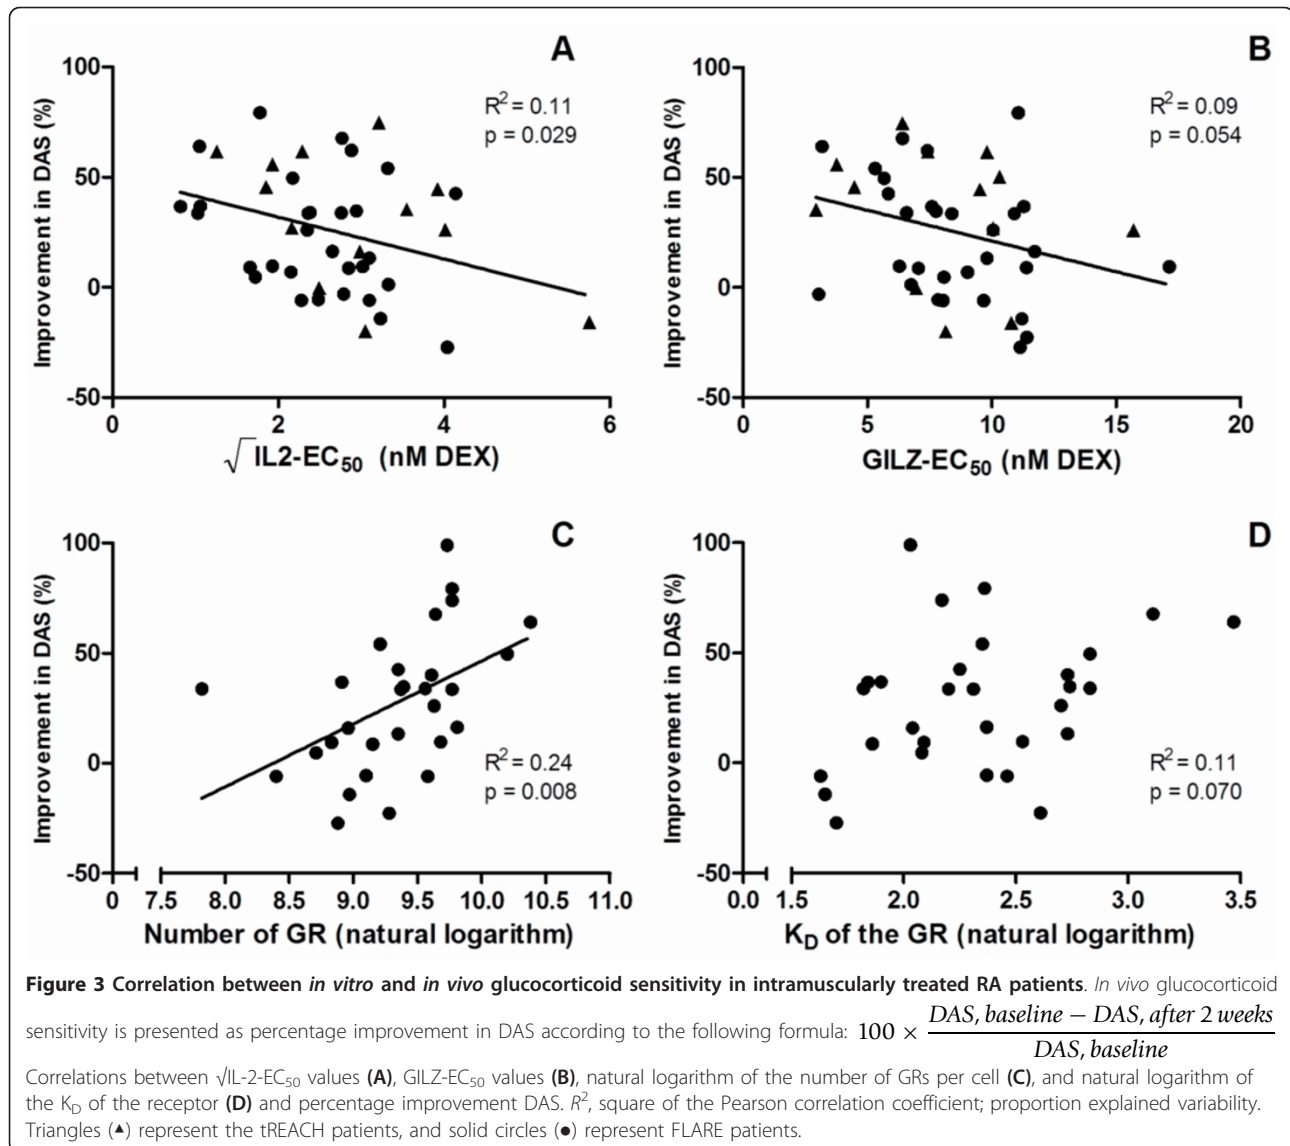 A
100
50
0
-50
Improvement in DAS (%)
R² = 0.11
p = 0.029
0 2 4 6
√IL2-EC₅₀ (nM DEX)
B
100
50
0
-50
Improvement in DAS (%)
R² = 0.09
p = 0.054
0 5 10 15 20
GILZ-EC₅₀ (nM DEX)
C
100
50
0
-50
Improvement in DAS (%)
R² = 0.24
p = 0.008
0 7.5 8.0 8.5 9.0 9.5 10.0 10.5 11.0
Number of GR (natural logarithm)
D
100
50
0
-50
Improvement in DAS (%)
R² = 0.11
p = 0.070
0.0 1.5 2.0 2.5 3.0 3.5
K_D of the GR (natural logarithm)
Figure 3 Correlation between in vitro and in vivo glucocorticoid sensitivity in intramuscularly treated RA patients. In vivo glucocorticoid
sensitivity is presented as percentage improvement in DAS according to the following formula: 100 × (DAS, baseline − DAS, after 2 weeks) / DAS, baseline
Correlations between √IL-2-EC₅₀ values (A), GILZ-EC₅₀ values (B), natural logarithm of the number of GRs per cell (C), and natural logarithm of
the K_D of the receptor (D) and percentage improvement DAS. R², square of the Pearson correlation coefficient; proportion explained variability.
Triangles (▲) represent the tREACH patients, and solid circles (●) represent FLARE patients.